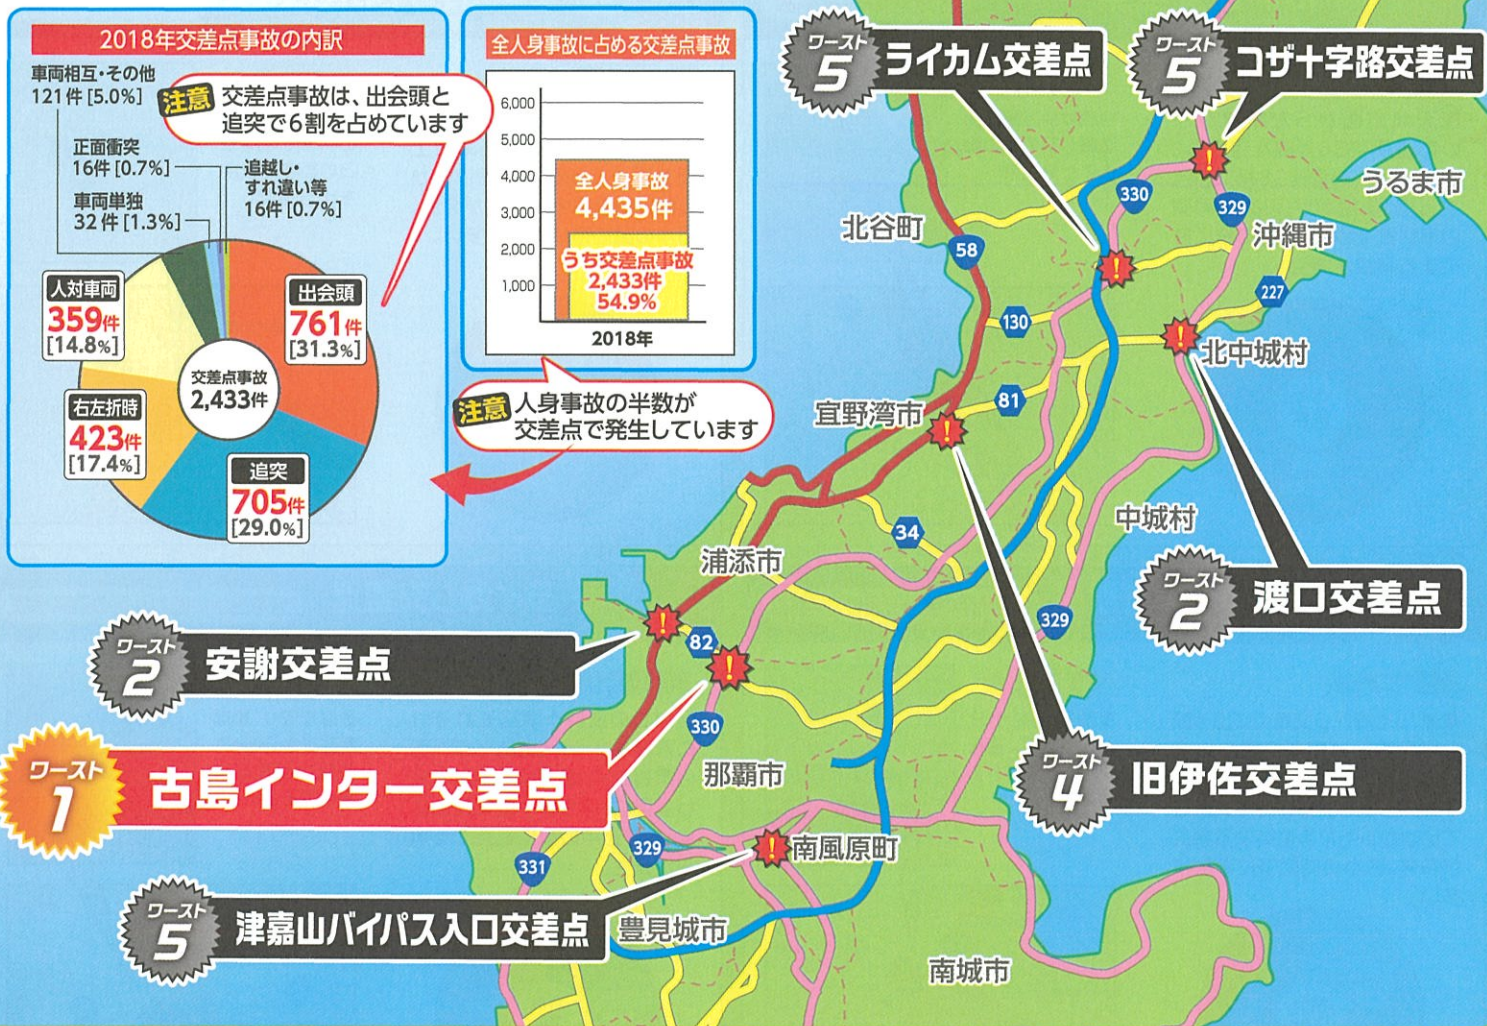 2018年交差点事故の内訳
車両相互・その他
121件[5.0%]
注意 交差点事故は、出会頭と
追突で6割を占めています
正面衝突
16件[0.7%]
追越し・
すれ違い等
16件[0.7%]
車両単独
32件[1.3%]
人対車両
359件
[14.8%]
出会頭
761件
[31.3%]
交差点事故
2,433件
右左折時
423件
[17.4%]
追突
705件
[29.0%]
全人身事故に占める交差点事故
6,000
5,000
4,000
3,000
2,000
1,000
全人身事故
4,435件
うち交差点事故
2,433件
54.9%
2018年
注意 人身事故の半数が
交差点で発生しています
ワースト
5
ライカム交差点
ワースト
5
コザ十字路交差点
うるま市
330
329
北谷町
沖縄市
58
227
130
北中城村
81
宜野湾市
中城村
34
浦添市
ワースト
2
渡口交差点
329
82
ワースト
2
安謝交差点
330
ワースト
1
古島インター交差点
那覇市
ワースト
4
旧伊佐交差点
329
南風原町
331
ワースト
5
津嘉山バイパス入口交差点
豊見城市
南城市